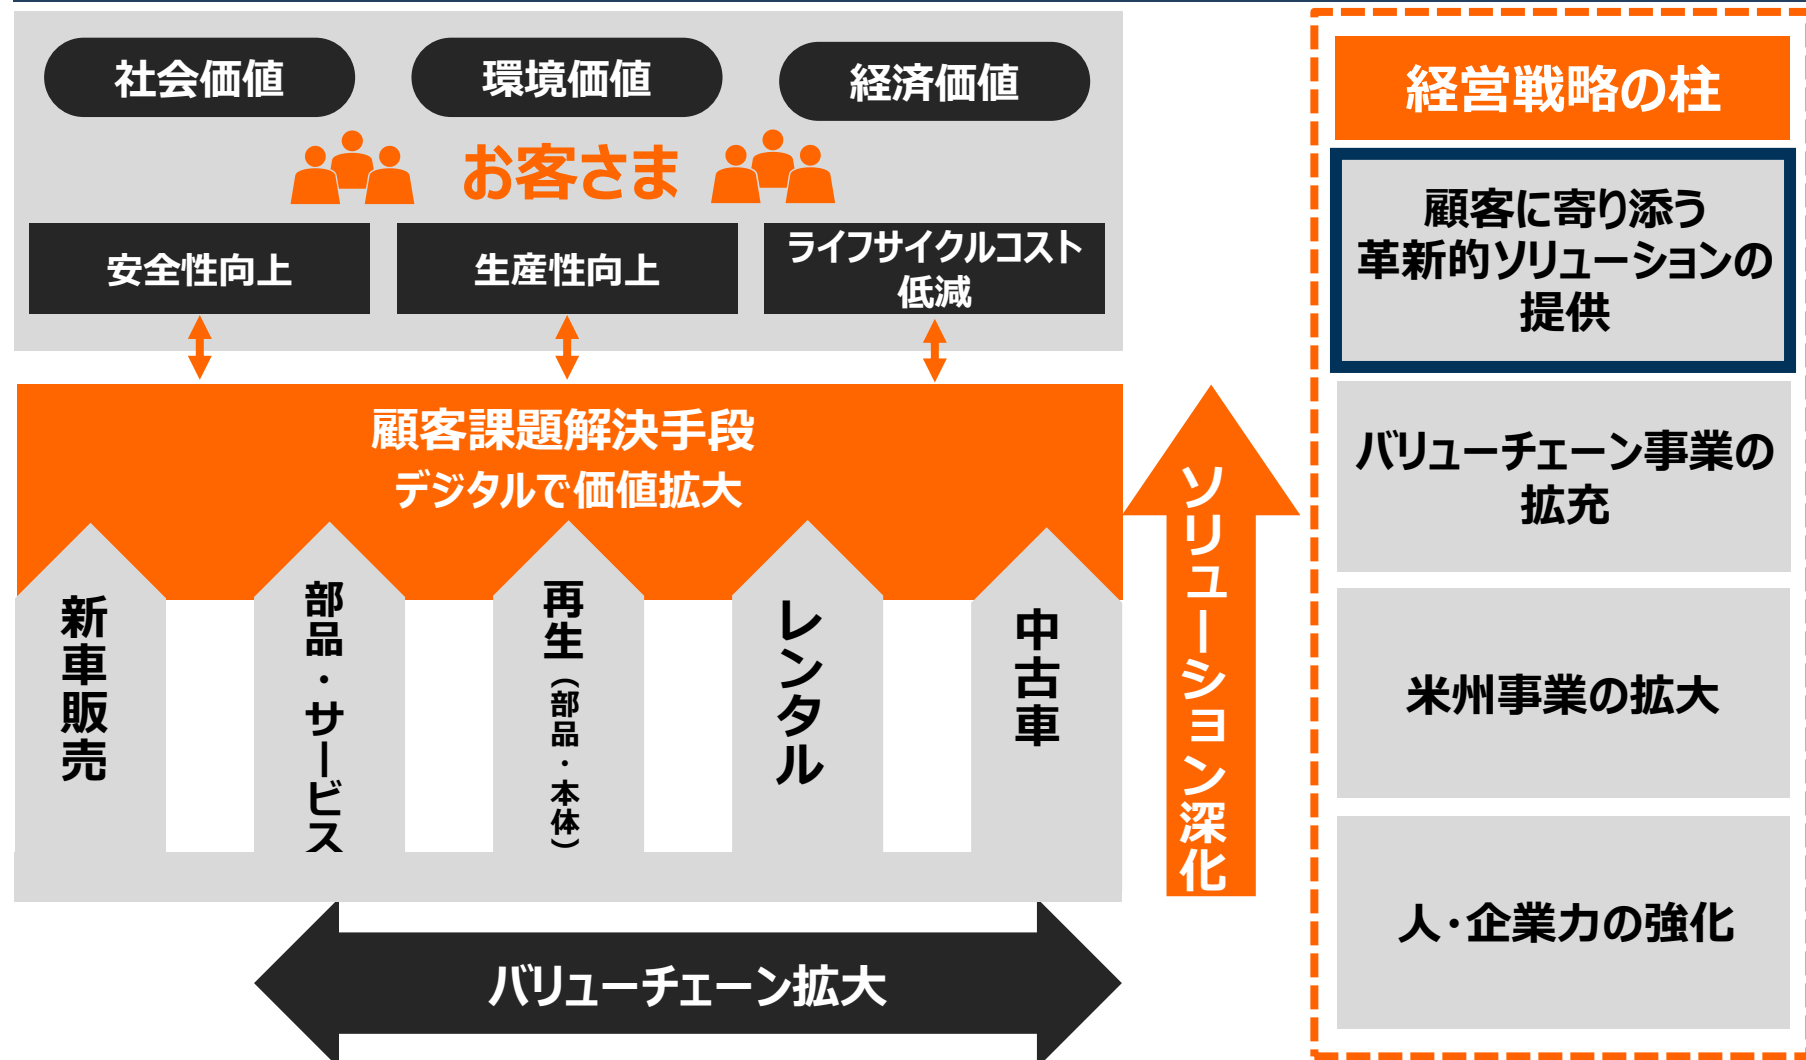 社会価値
環境価値
経済価値
お客さま
安全性向上
生産性向上
ライフサイクルコスト
低減
顧客課題解決手段
デジタルで価値拡大
新車販売
部品・サービス
再生（部品・本体）
レンタル
中古車
ソリューション深化
バリューチェーン拡大
経営戦略の柱
顧客に寄り添う
革新的ソリューションの
提供
バリューチェーン事業の
拡充
米州事業の拡大
人・企業力の強化